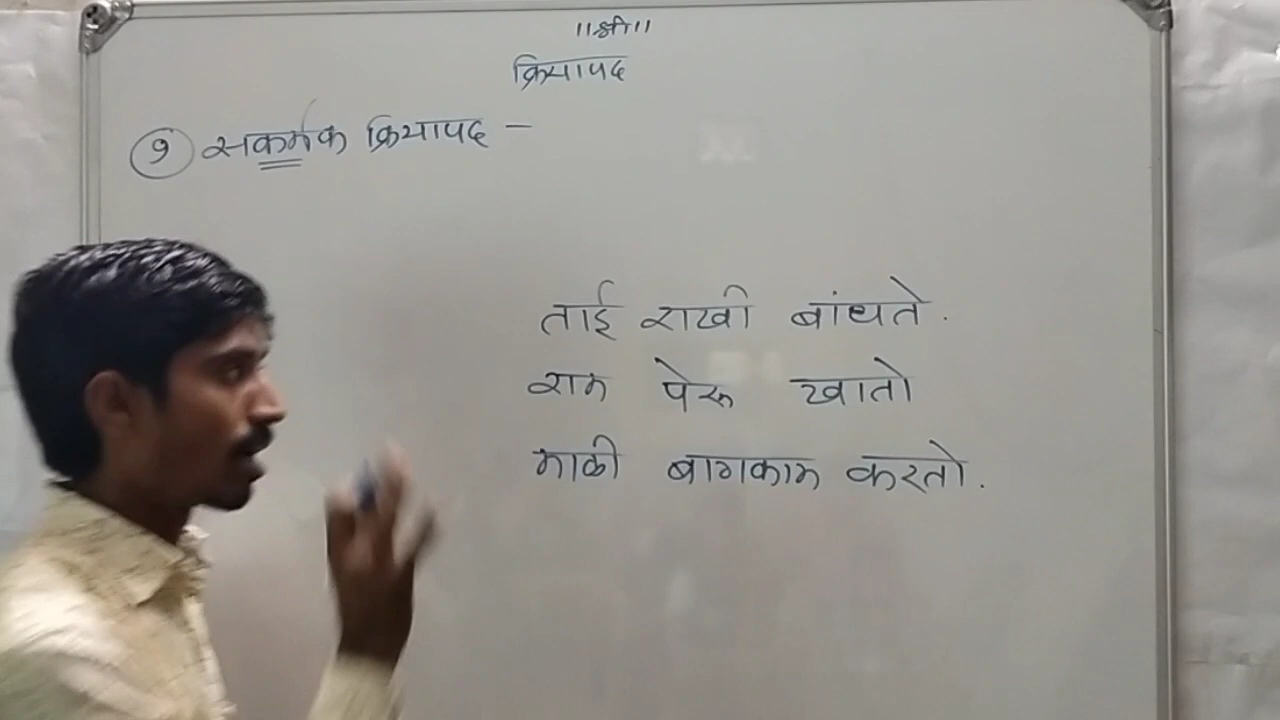 ॥श्री॥
क्रियापद
१ सकर्मक क्रियापद –
ताई राखी बांधते.
राम पेरू खातो
माळी बागकाम करतो.